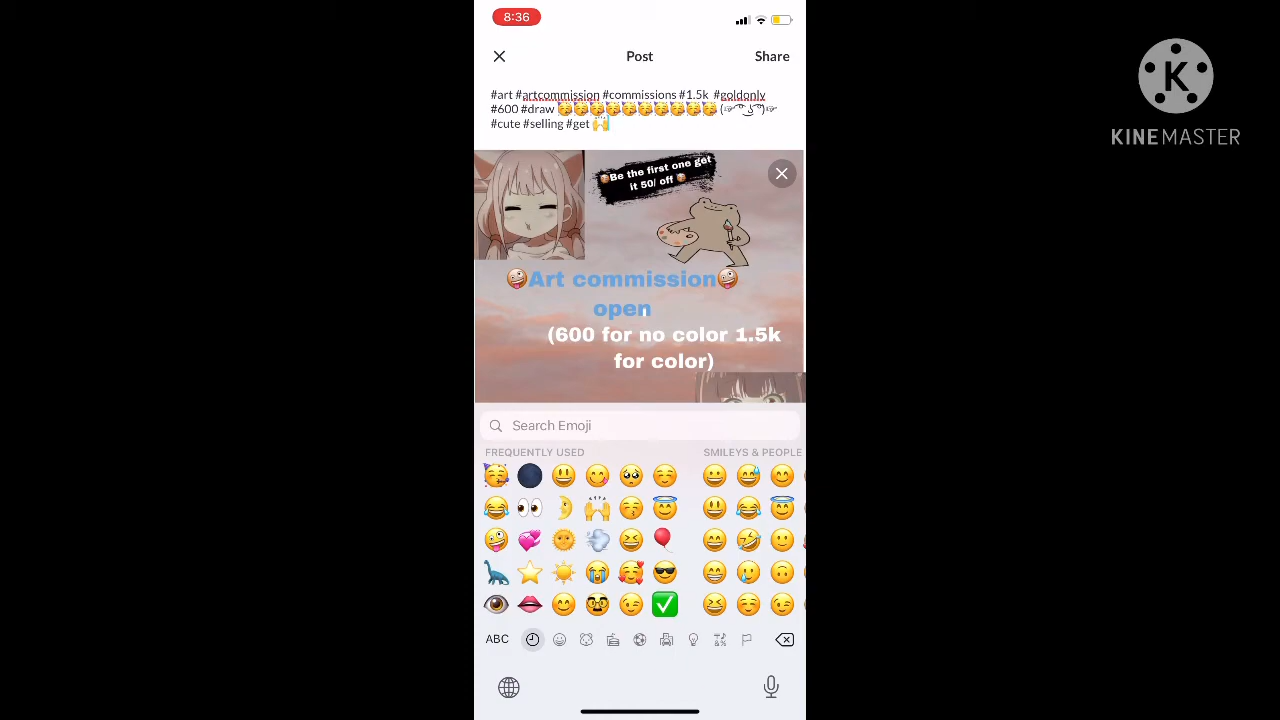 8:36
Post
Share
#art #artcommission #commissions #1.5k #goldonly
#600 #draw 🥳🥳🥳🥳🥳🥳🥳🥳🥳🥳 (☞ ͡° ͜ʖ ͡°)☞
#cute #selling #get 🙌
K
KINEMASTER
🥳Be the first one get
it 50/ off 🥳
🤪Art commission🤪
open
(600 for no color 1.5k
for color)
Search Emoji
FREQUENTLY USED
SMILEYS & PEOPLE
ABC